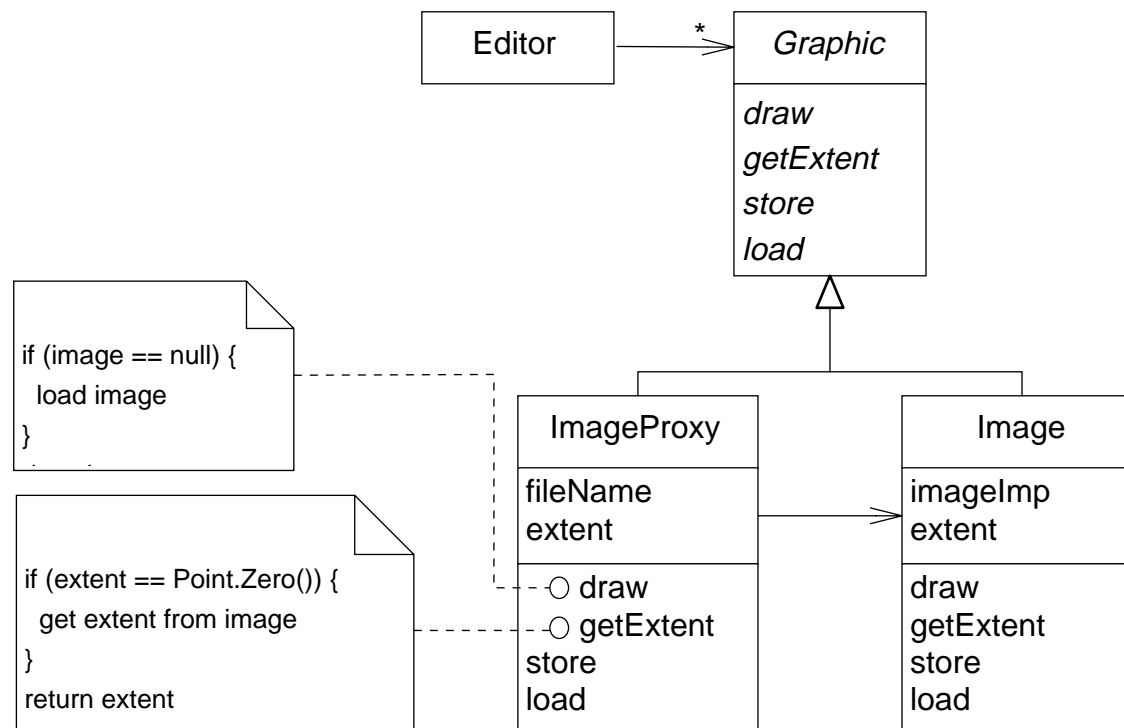 Editor
*
Graphic
draw
getExtent
store
load
if (image == null) {
load image
}
if (extent == Point.Zero()) {
get extent from image
}
return extent
ImageProxy
fileName
extent
draw
getExtent
store
load
Image
imageImp
extent
draw
getExtent
store
load